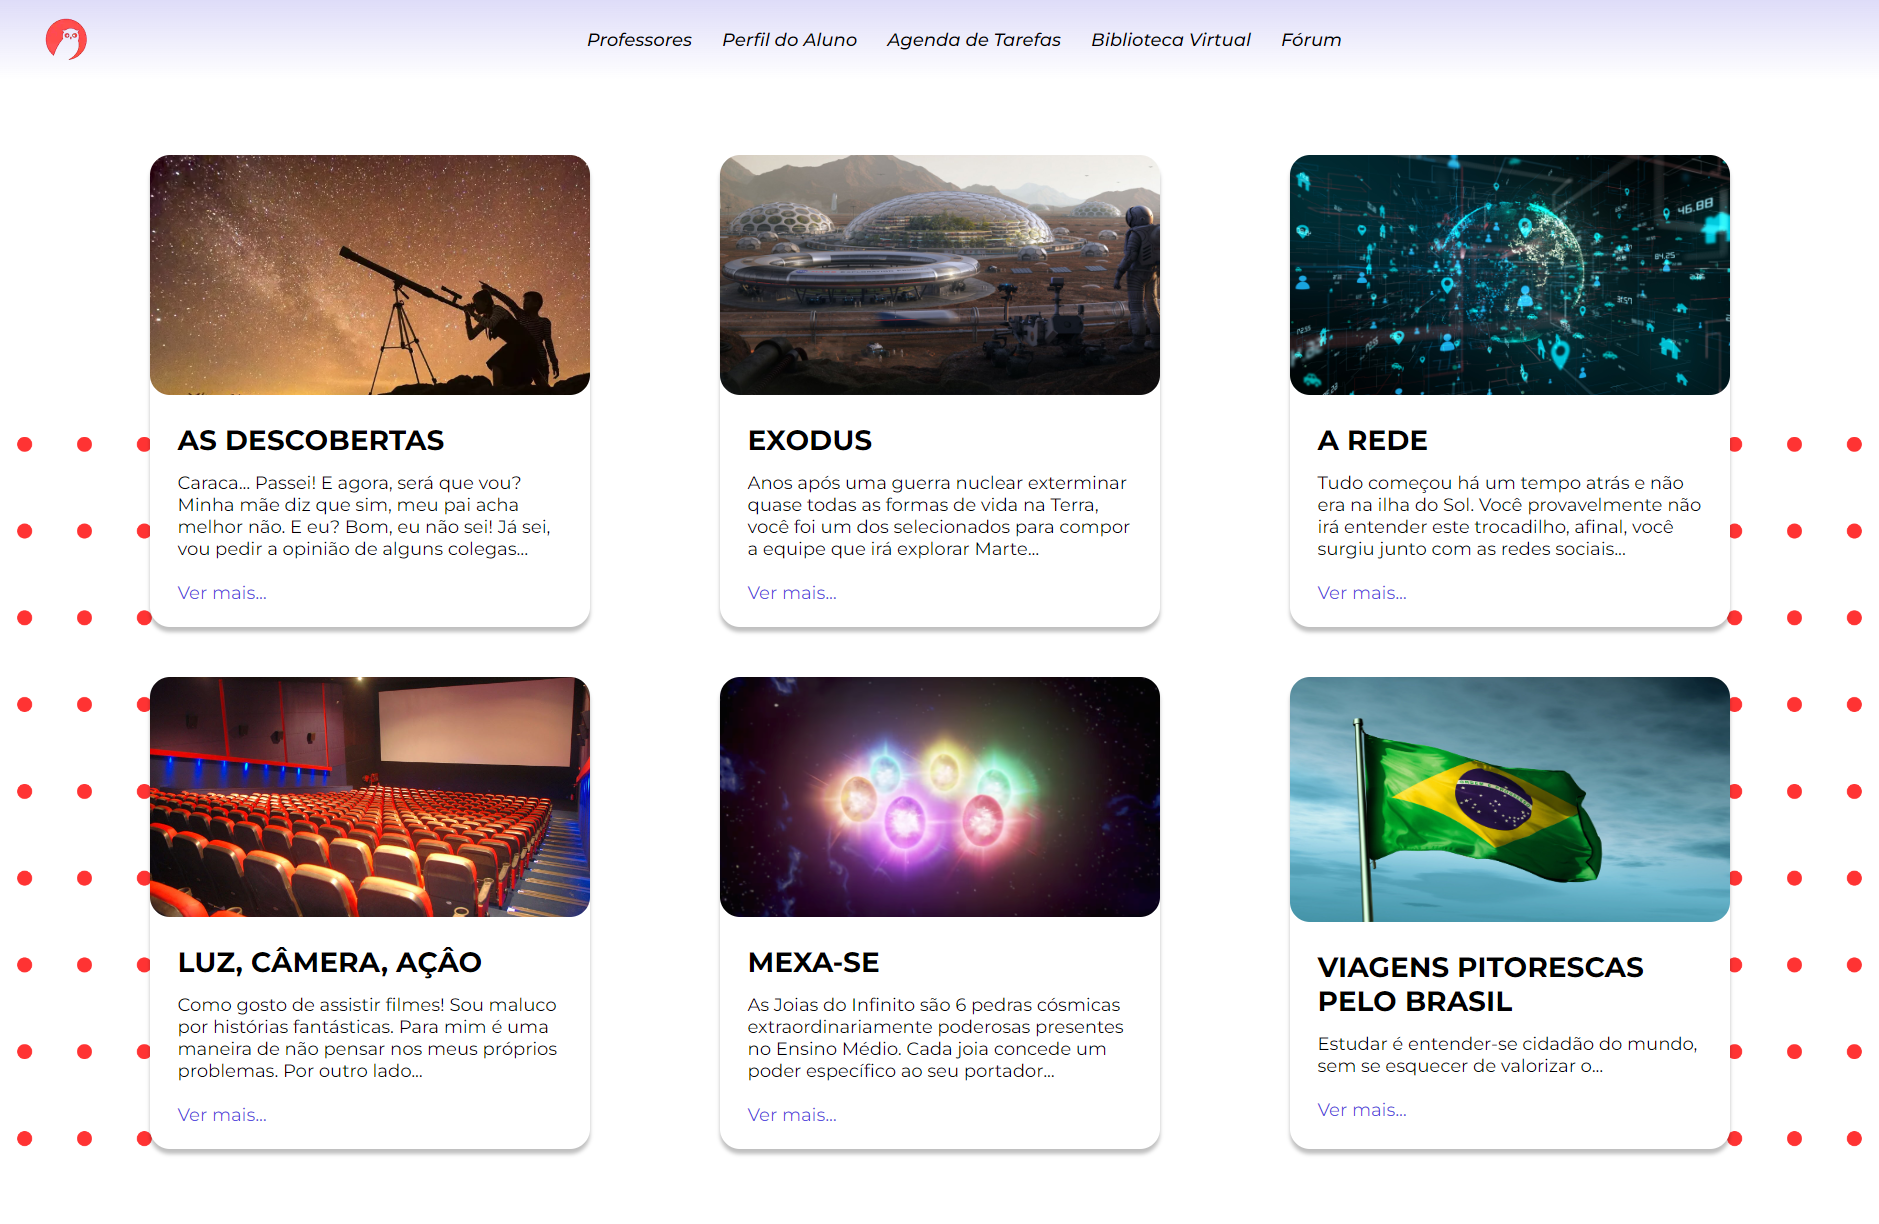 Professores Perfil do Aluno Agenda de Tarefas Biblioteca Virtual Fórum
46.88
84.25
3657
AS DESCOBERTAS
Caraca... Passei! E agora, será que vou?
Minha mãe diz que sim, meu pai acha
melhor não. E eu? Bom, eu não sei! Já sei,
vou pedir a opinião de alguns colegas...
Ver mais...
EXODUS
Anos após uma guerra nuclear exterminar
quase todas as formas de vida na Terra,
você foi um dos selecionados para compor
a equipe que irá explorar Marte...
Ver mais...
A REDE
Tudo começou há um tempo atrás e não
era na ilha do Sol. Você provavelmente não
irá entender este trocadilho, afinal, você
surgiu junto com as redes sociais...
Ver mais...
LUZ, CÂMERA, AÇÂO
Como gosto de assistir filmes! Sou maluco
por histórias fantásticas. Para mim é uma
maneira de não pensar nos meus próprios
problemas. Por outro lado...
Ver mais...
MEXA-SE
As Joias do Infinito são 6 pedras cósmicas
extraordinariamente poderosas presentes
no Ensino Médio. Cada joia concede um
poder específico ao seu portador...
Ver mais...
VIAGENS PITORESCAS
PELO BRASIL
Estudar é entender-se cidadão do mundo,
sem se esquecer de valorizar o...
Ver mais...